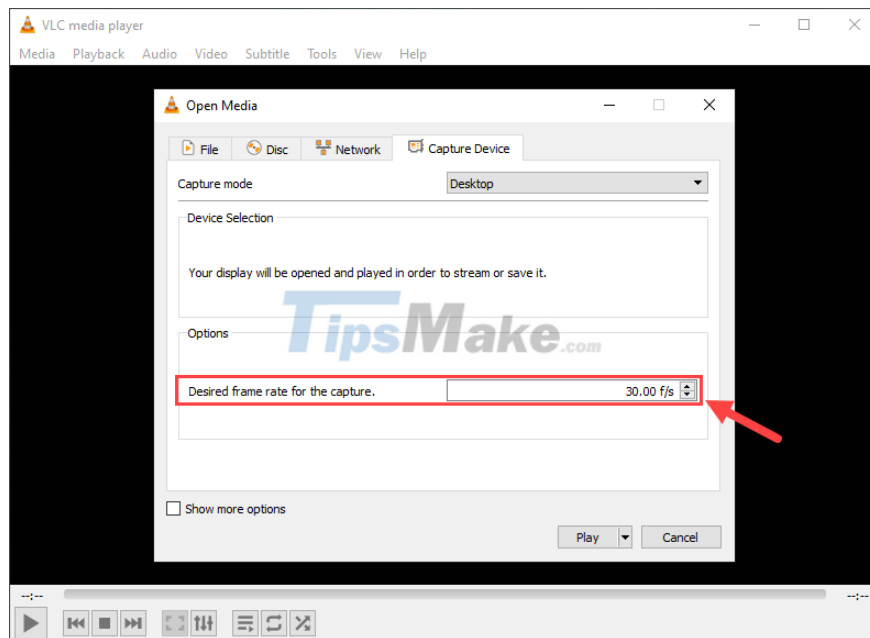 VLC media player
Media Playback Audio Video Subtitle Tools View Help
Open Media
File Disc Network Capture Device
Capture mode Desktop
Device Selection
Your display will be opened and played in order to stream or save it.
TipsMake.com
Options
Desired frame rate for the capture. 30.00 f/s
Show more options
Play Cancel
--:-- --:--